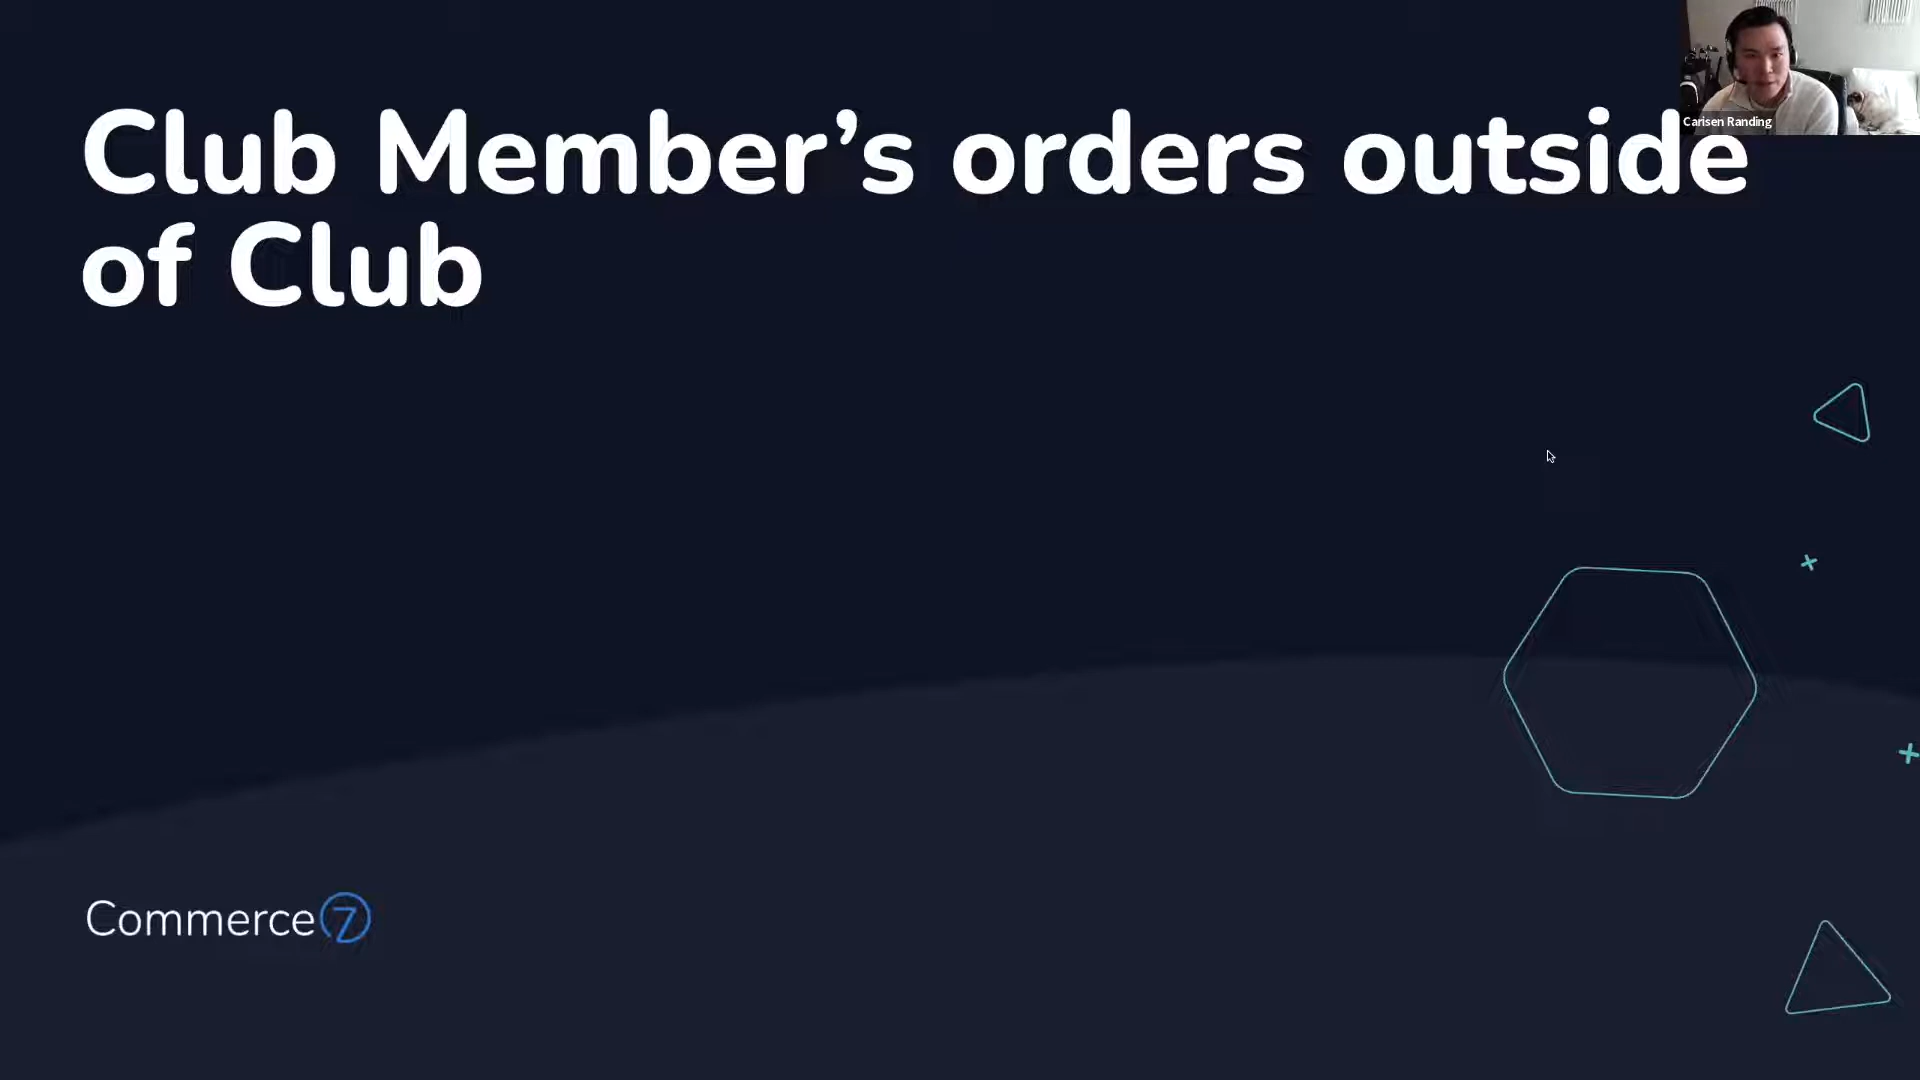 Club Member’s orders outside
of Club
Carisen Randing
Commerce7